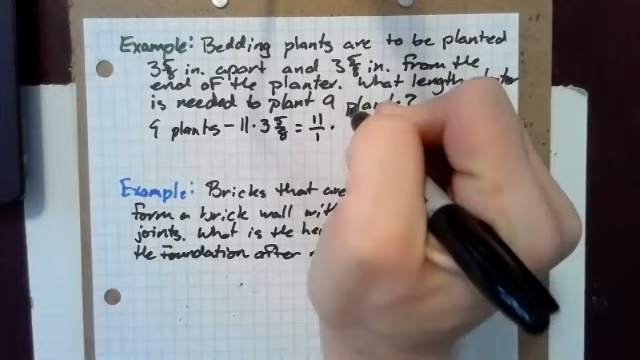 Example: Bedding plants are to be planted
3 5/8 in. apart and 3 5/8 in. from the
end of the planter. What length
is needed to plant 9 plants?
9 plants - 11 · 3 5/8 = 11/1 ·
Example: Bricks that are
form a brick wall with
joints. What is the
the foundation after